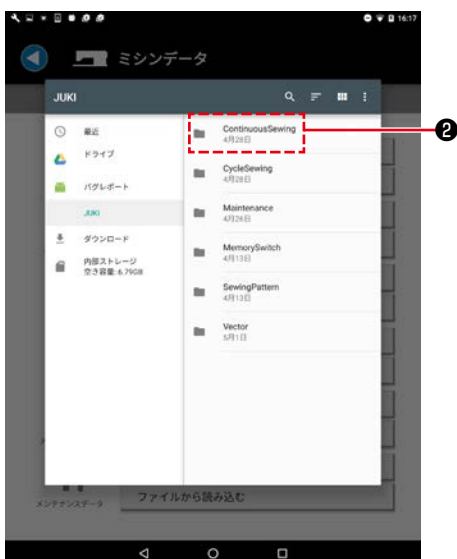 16:17
ミシンデータ
JUKI
最近
ドライブ
バグレポート
JUKI
ダウンロード
内部ストレージ
空き容量: 6.79GB
ContinuousSewing
4月28日
CycleSewing
4月28日
Maintenance
4月28日
MemorySwitch
4月13日
SewingPattern
4月13日
Vector
5月1日
❷
メンテナンスデータ
ファイルから読み込む